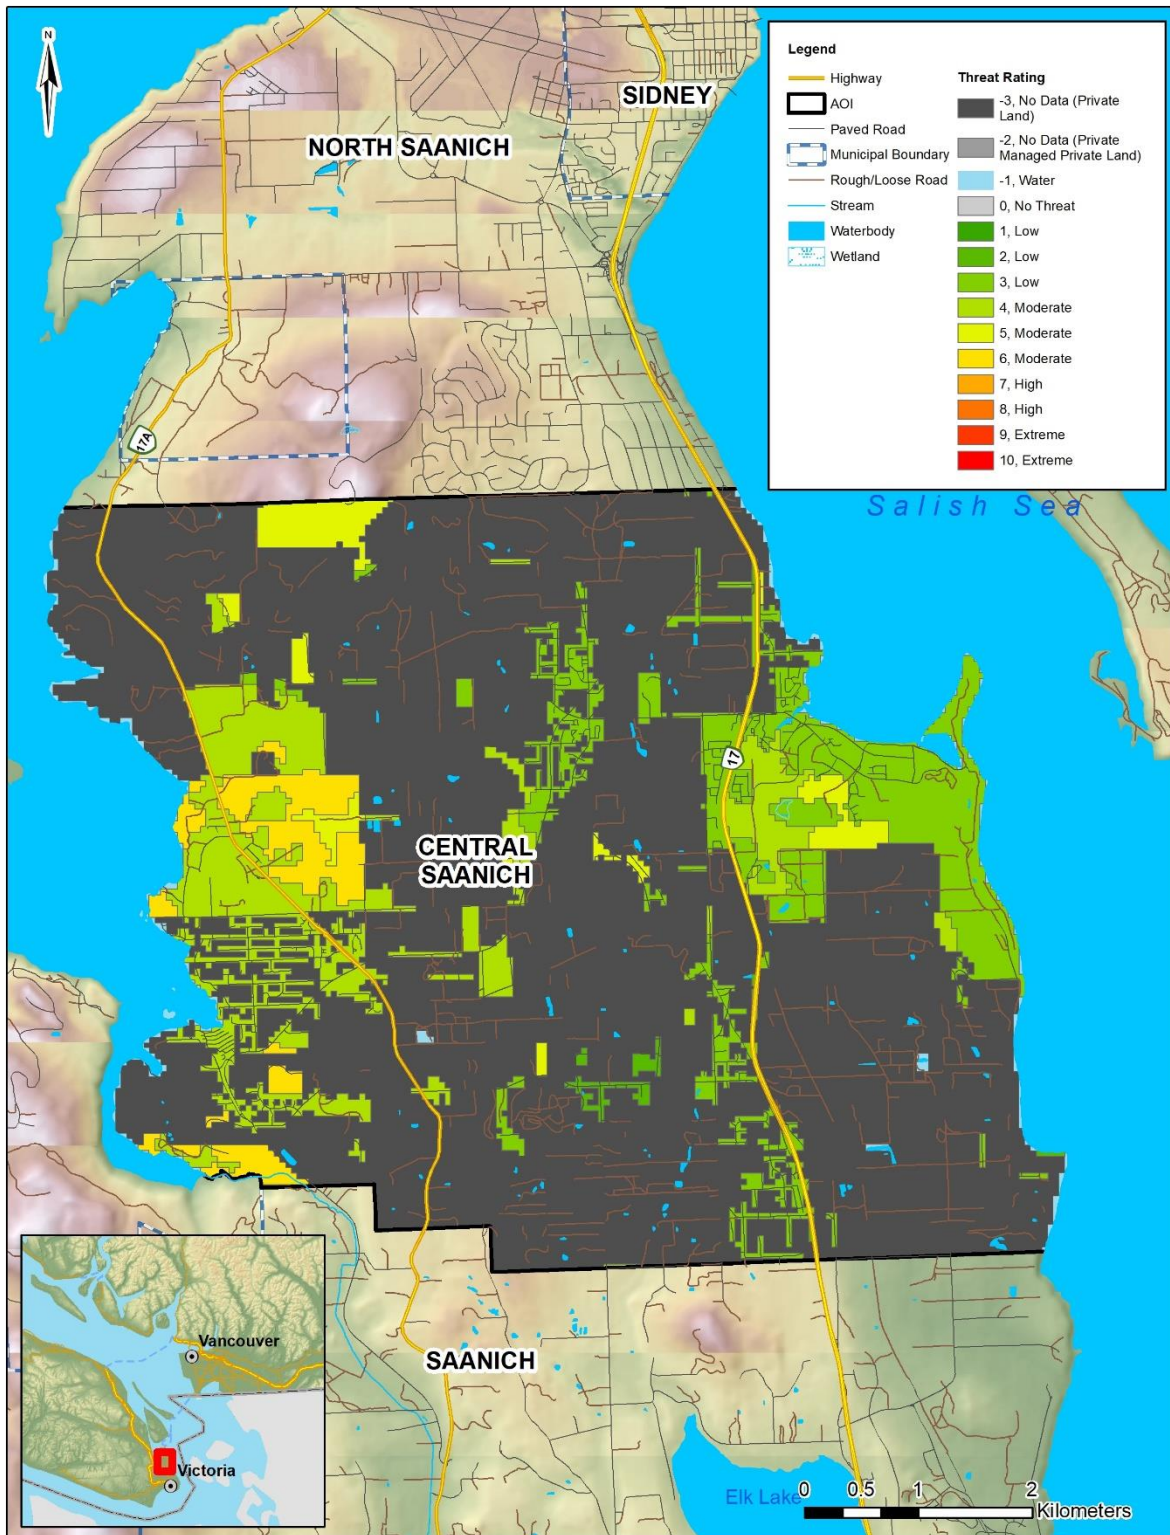 N
SIDNEY
NORTH SAANICH
17A
Legend
Highway
AOI
Paved Road
Municipal Boundary
Rough/Loose Road
Stream
Waterbody
Wetland
Threat Rating
-3, No Data (Private
Land)
-2, No Data (Private
Managed Private Land)
-1, Water
0, No Threat
1, Low
2, Low
3, Low
4, Moderate
5, Moderate
6, Moderate
7, High
8, High
9, Extreme
10, Extreme
Salish Sea
17
CENTRAL
SAANICH
SAANICH
Vancouver
Victoria
Elk Lake
0 0.5 1 2
Kilometers